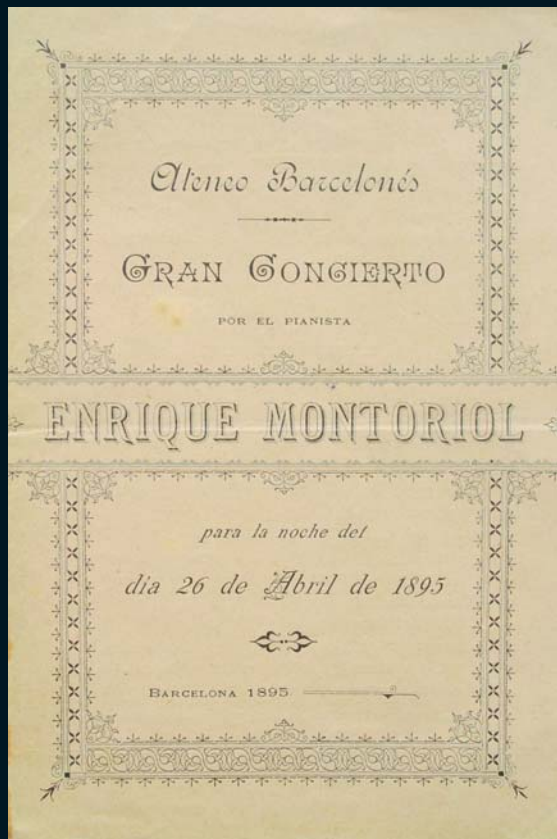 Ateneo Barcelonés
GRAN CONCIERTO
POR EL PIANISTA
ENRIQUE MONTORIOL
para la noche del
día 26 de Abril de 1895
BARCELONA 1895